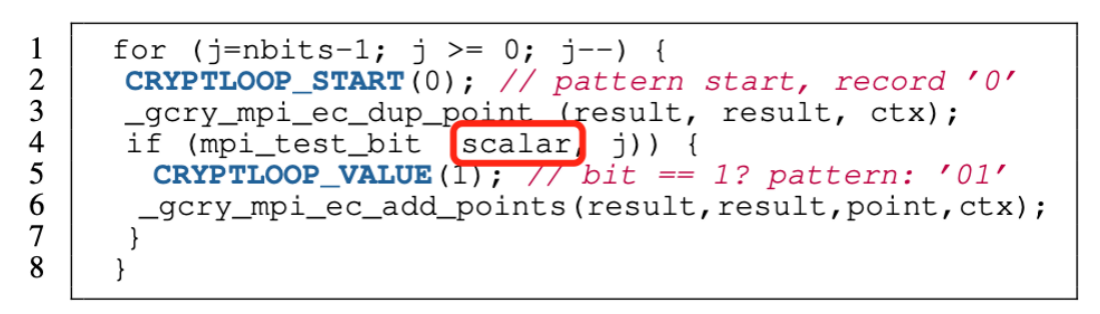 1 for (j=nbits-1; j >= 0; j--) {
2 CRYPTLOOP_START(0); // pattern start, record '0'
3 _gcry_mpi_ec_dup_point (result, result, ctx);
4 if (mpi_test_bit (scalar, j)) {
5 CRYPTLOOP_VALUE(1); // bit == 1? pattern: '01'
6 _gcry_mpi_ec_add_points(result,result,point,ctx);
7 }
8 }